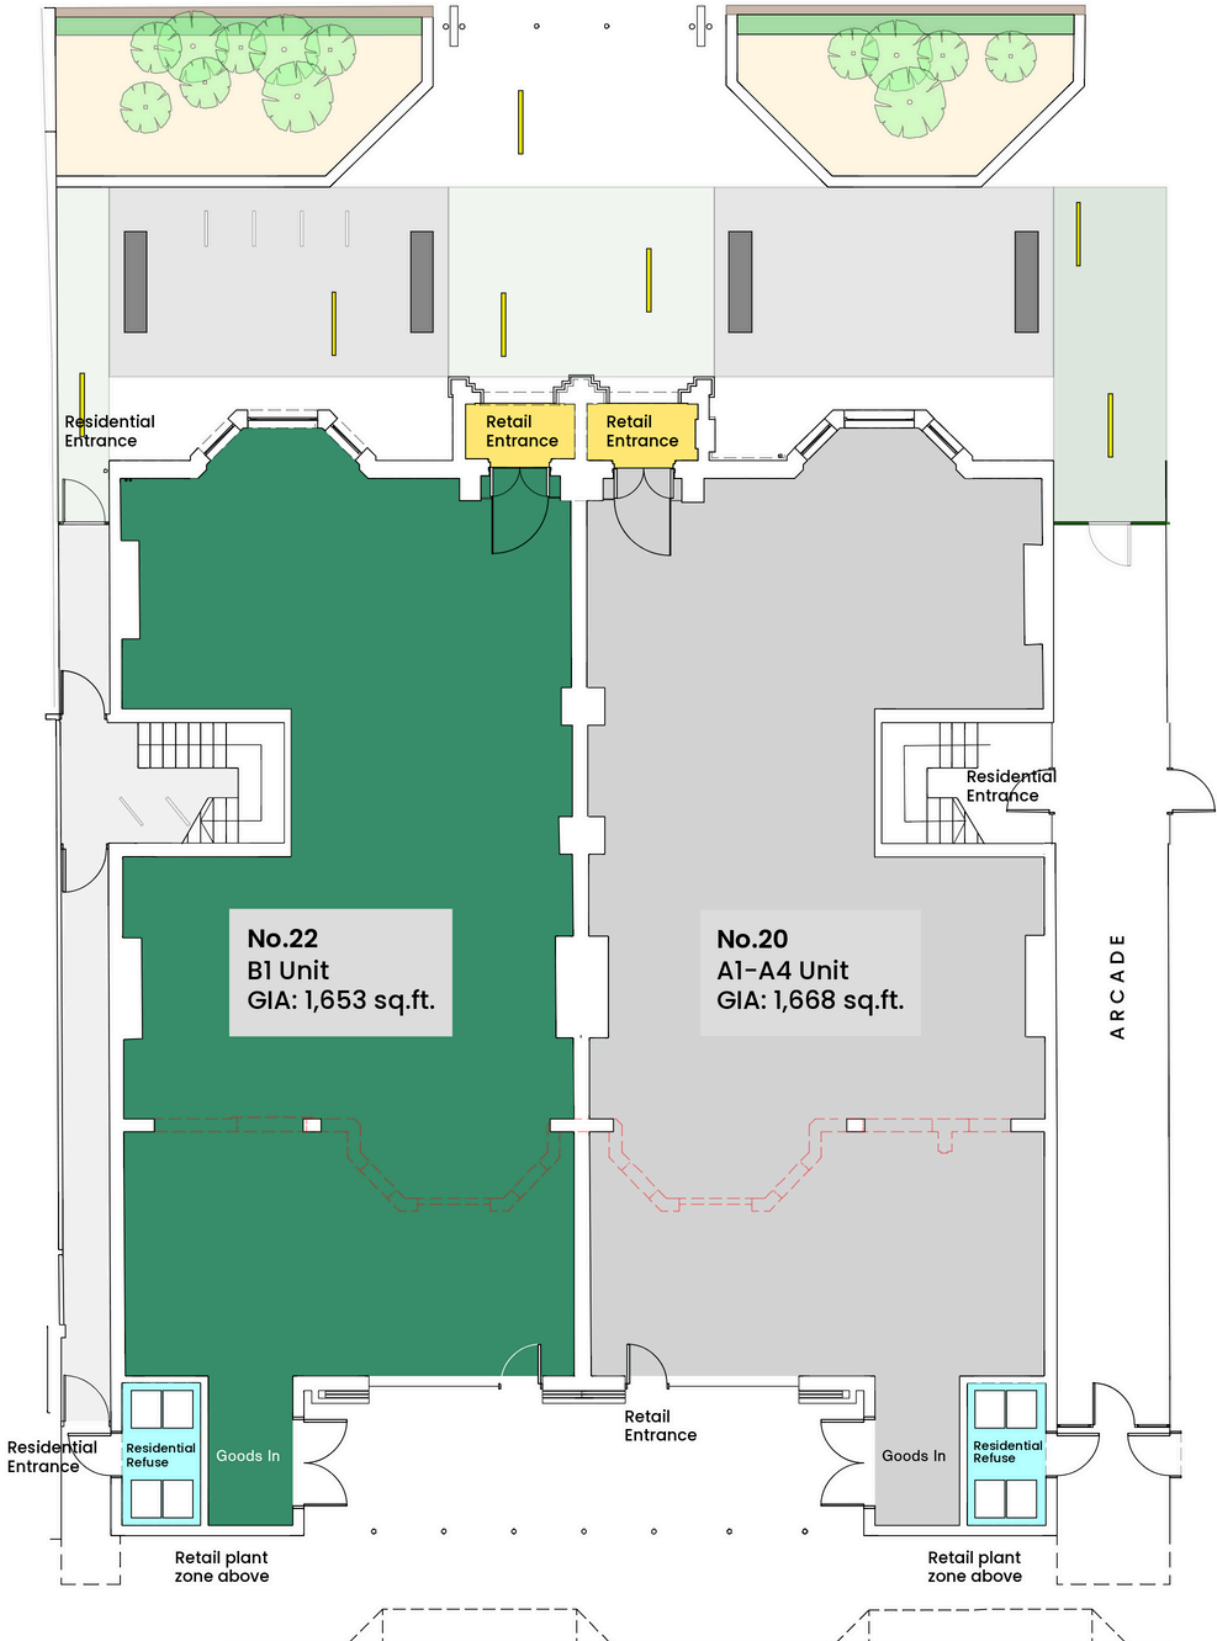 Residential
Entrance
Retail
Entrance
Retail
Entrance
Residential
Entrance
No.22
B1 Unit
GIA: 1,653 sq.ft.
No.20
A1-A4 Unit
GIA: 1,668 sq.ft.
ARCADE
Retail
Entrance
Residential
Entrance
Residential
Refuse
Goods In
Goods In
Residential
Refuse
Retail plant
zone above
Retail plant
zone above